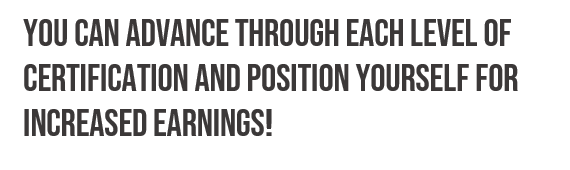 YOU CAN ADVANCE THROUGH EACH LEVEL OF
CERTIFICATION AND POSITION YOURSELF FOR
INCREASED EARNINGS!